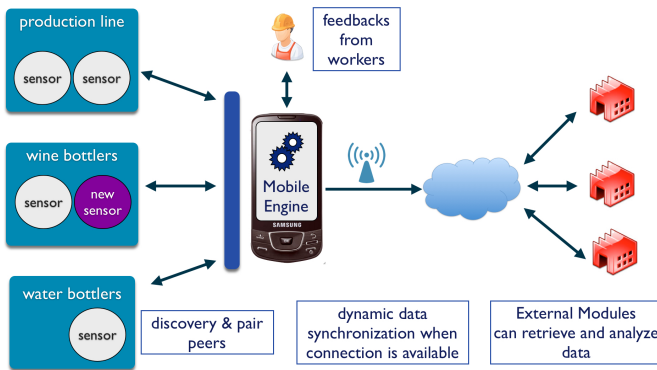 production line
sensor
sensor
wine bottlers
sensor
new
sensor
water bottlers
sensor
feedbacks
from
workers
Mobile
Engine
SAMSUNG
discovery & pair
peers
dynamic data
synchronization when
connection is available
External Modules
can retrieve and analyze
data